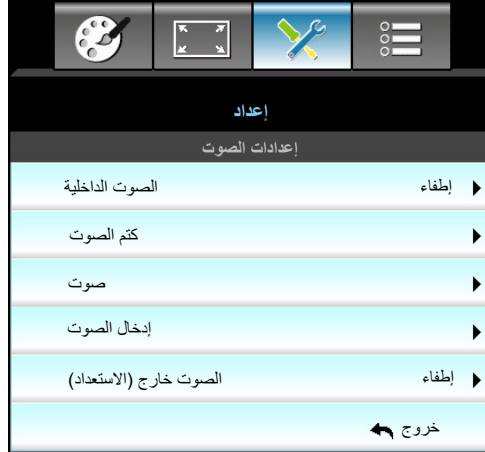 إعداد
إعدادات الصوت
الصوت الداخلية إطفاء
كتم الصوت
صوت
إدخال الصوت
الصوت خارج (الاستعداد) إطفاء
خروج